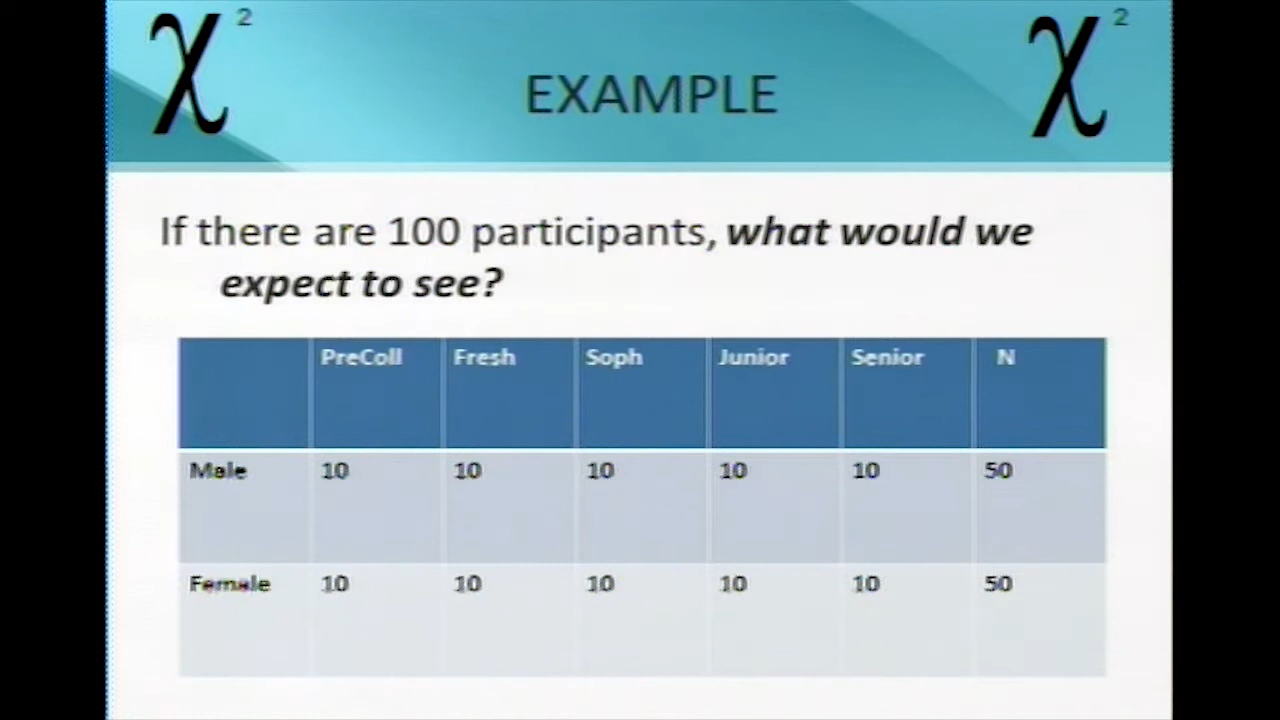 χ² χ²
EXAMPLE
If there are 100 participants, what would we
expect to see?
PreColl Fresh Soph Junior Senior N
Male 10 10 10 10 10 50
Female 10 10 10 10 10 50